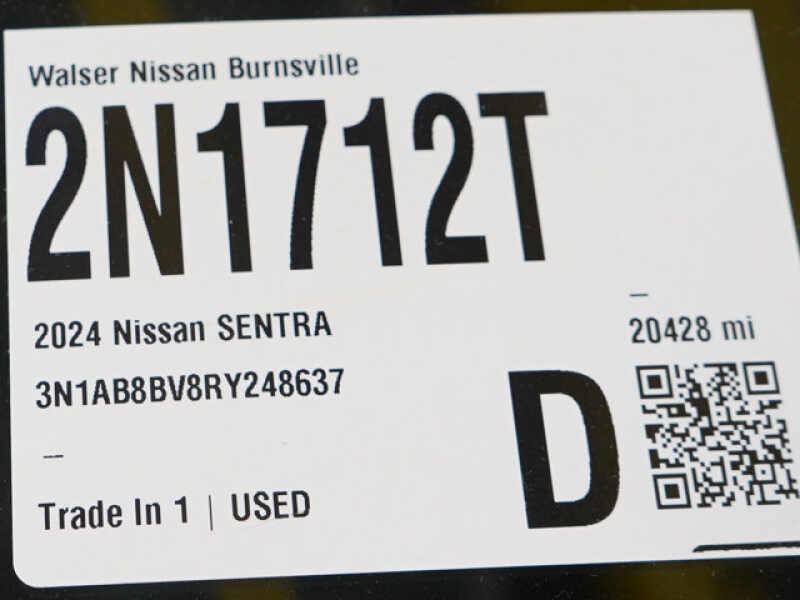 Walser Nissan Burnsville
2N1712T
2024 Nissan SENTRA
3N1AB8BV8RY248637
--
Trade In 1 | USED
--
20428 mi
D